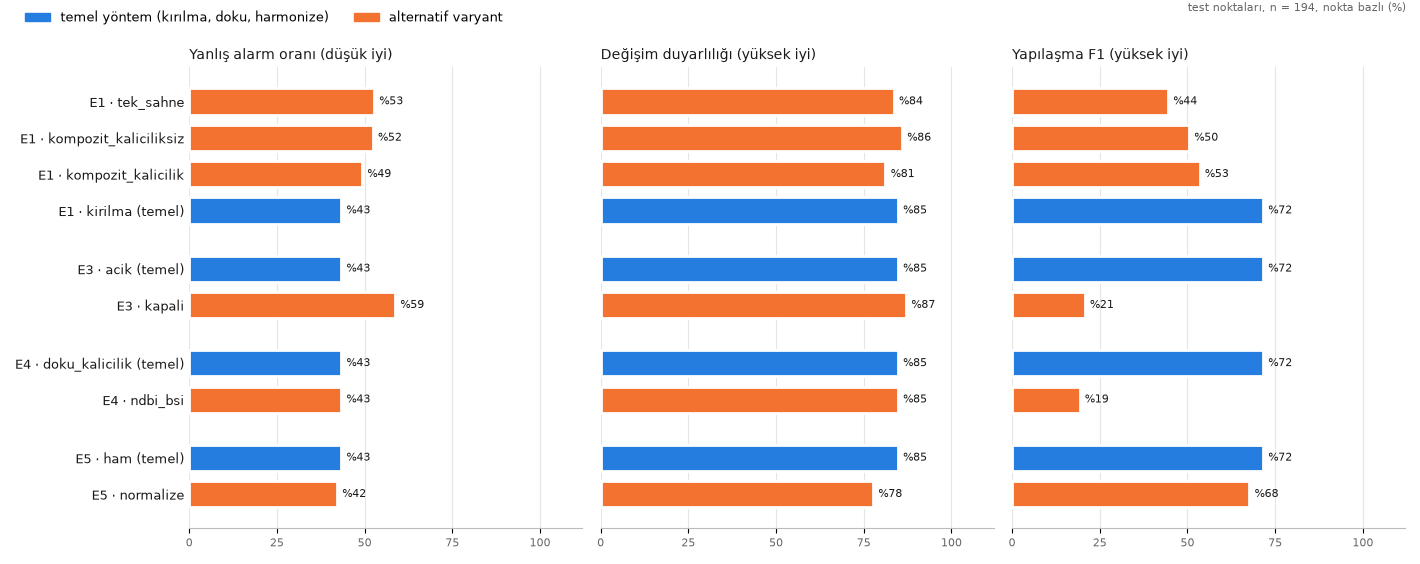 temel yöntem (kırılma, doku, harmonize)
alternatif varyant
test noktaları, n = 194, nokta bazlı (%)
Yanlış alarm oranı (düşük iyi)
Değişim duyarlılığı (yüksek iyi)
Yapılaşma F1 (yüksek iyi)
E1 · tek_sahne %53 %84 %44
E1 · kompozit_kaliciliksiz %52 %86 %50
E1 · kompozit_kalicilik %49 %81 %53
E1 · kirilma (temel) %43 %85 %72
E3 · acik (temel) %43 %85 %72
E3 · kapali %59 %87 %21
E4 · doku_kalicilik (temel) %43 %85 %72
E4 · ndbi_bsi %43 %85 %19
E5 · ham (temel) %43 %85 %72
E5 · normalize %42 %78 %68
0 25 50 75 100 0 25 50 75 100 0 25 50 75 100